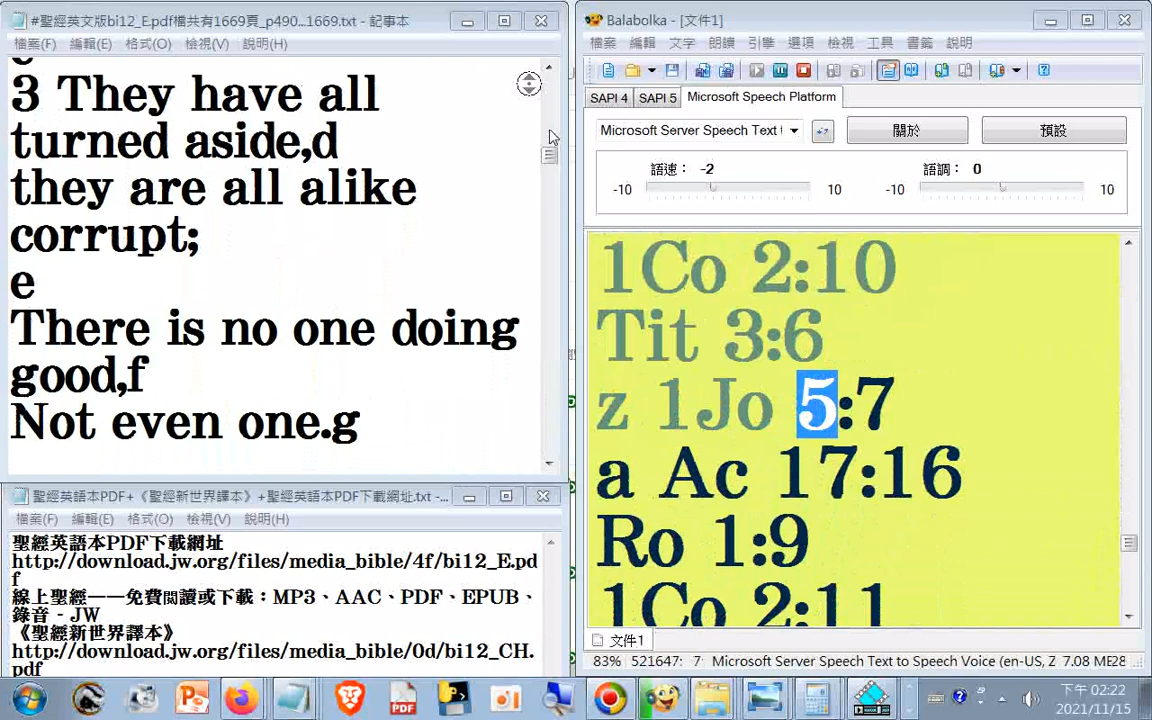 #聖經英文版bi12_E.pdf檔共有1669頁_p490...1669.txt - 記事本
檔案(F) 編輯(E) 格式(O) 檢視(V) 說明(H)
3 They have all
turned aside,d
they are all alike
corrupt;
e
There is no one doing
good,f
Not even one.g
聖經英語本PDF+《聖經新世界譯本》+聖經英語本PDF下載網址.txt -...
檔案(F) 編輯(E) 格式(O) 檢視(V) 說明(H)
聖經英語本PDF下載網址
http://download.jw.org/files/media_bible/4f/bi12_E.pd
f
線上聖經——免費閱讀或下載：MP3、AAC、PDF、EPUB、
錄音 - JW
《聖經新世界譯本》
http://download.jw.org/files/media_bible/0d/bi12_CH.
pdf
Balabolka - [文件1]
檔案 編輯 文字 朗讀 引擎 選項 檢視 工具 書籤 說明
SAPI 4 SAPI 5 Microsoft Speech Platform
Microsoft Server Speech Text 關於 預設
語速： -2 語調： 0
-10 10 -10 10
1Co 2:10
Tit 3:6
z 1Jo 5:7
a Ac 17:16
Ro 1:9
1Co 2:11
文件1
83% 521647: 7 Microsoft Server Speech Text to Speech Voice (en-US, Z 7.08 ME28
下午 02:22
2021/11/15